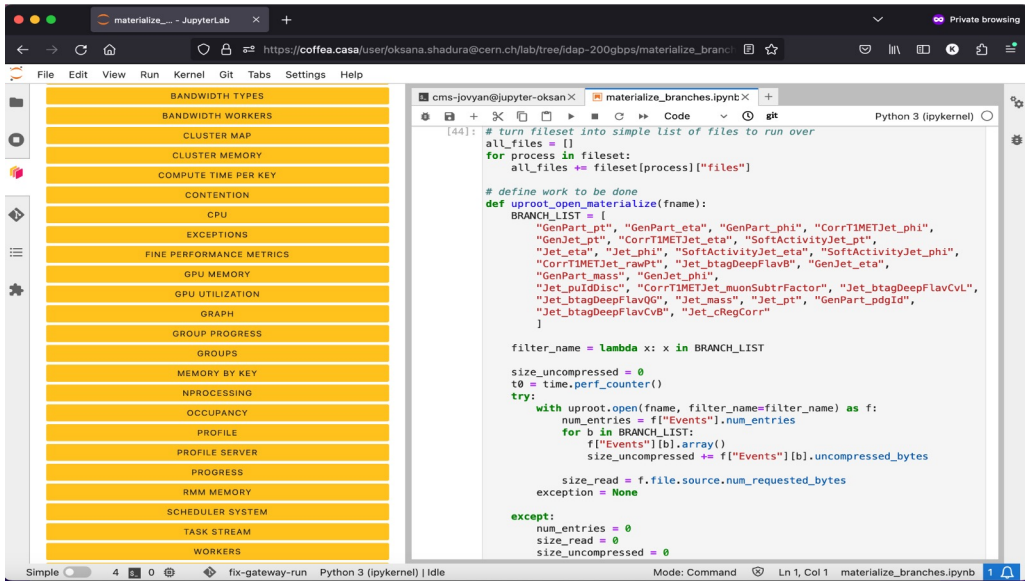 materialize_... - JupyterLab
Private browsing
https://coffea.casa/user/oksana.shadura@cern.ch/lab/tree/idap-200gbps/materialize_branch
File Edit View Run Kernel Git Tabs Settings Help
BANDWIDTH TYPES
BANDWIDTH WORKERS
CLUSTER MAP
CLUSTER MEMORY
COMPUTE TIME PER KEY
CONTENTION
CPU
EXCEPTIONS
FINE PERFORMANCE METRICS
GPU MEMORY
GPU UTILIZATION
GRAPH
GROUP PROGRESS
GROUPS
MEMORY BY KEY
NPROCESSING
OCCUPANCY
PROFILE
PROFILE SERVER
PROGRESS
RMM MEMORY
SCHEDULER SYSTEM
TASK STREAM
WORKERS
cms-jovyan@jupyter-oksan
materialize_branches.ipynb
Code
git
Python 3 (ipykernel)
[44]: # turn fileset into simple list of files to run over
all_files = []
for process in fileset:
all_files += fileset[process]["files"]
# define work to be done
def uproot_open_materialize(fname):
BRANCH_LIST = [
"GenPart_pt", "GenPart_eta", "GenPart_phi", "CorrT1METJet_phi",
"GenJet_pt", "CorrT1METJet_eta", "SoftActivityJet_pt",
"Jet_eta", "Jet_phi", "SoftActivityJet_eta", "SoftActivityJet_phi",
"CorrT1METJet_rawPt", "Jet_btagDeepFlavB", "GenJet_eta",
"GenPart_mass", "GenJet_phi",
"Jet_puIdDisc", "CorrT1METJet_muonSubtrFactor", "Jet_btagDeepFlavCvL",
"Jet_btagDeepFlavQG", "Jet_mass", "Jet_pt", "GenPart_pdgId",
"Jet_btagDeepFlavCvB", "Jet_cRegCorr"
]
filter_name = lambda x: x in BRANCH_LIST
size_uncompressed = 0
t0 = time.perf_counter()
try:
with uproot.open(fname, filter_name=filter_name) as f:
num_entries = f["Events"].num_entries
for b in BRANCH_LIST:
f["Events"][b].array()
size_uncompressed += f["Events"][b].uncompressed_bytes
size_read = f.file.source.num_requested_bytes
exception = None
except:
num_entries = 0
size_read = 0
size_uncompressed = 0
Simple 4 0 fix-gateway-run Python 3 (ipykernel) | Idle Mode: Command Ln 1, Col 1 materialize_branches.ipynb 1